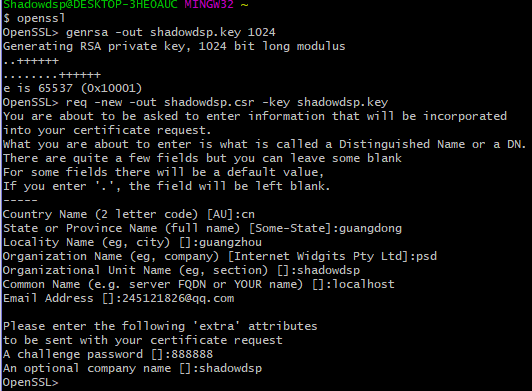 Shadowdsp@DESKTOP-3HEOAUC MINGW32 ~
$ openssl
OpenSSL> genrsa -out shadowdsp.key 1024
Generating RSA private key, 1024 bit long modulus
..++++++
........++++++
e is 65537 (0x10001)
OpenSSL> req -new -out shadowdsp.csr -key shadowdsp.key
You are about to be asked to enter information that will be incorporated
into your certificate request.
What you are about to enter is what is called a Distinguished Name or a DN.
There are quite a few fields but you can leave some blank
For some fields there will be a default value,
If you enter '.', the field will be left blank.
-----
Country Name (2 letter code) [AU]:cn
State or Province Name (full name) [Some-State]:guangdong
Locality Name (eg, city) []:guangzhou
Organization Name (eg, company) [Internet Widgits Pty Ltd]:psd
Organizational Unit Name (eg, section) []:shadowdsp
Common Name (e.g. server FQDN or YOUR name) []:localhost
Email Address []:245121826@qq.com
Please enter the following 'extra' attributes
to be sent with your certificate request
A challenge password []:888888
An optional company name []:shadowdsp
OpenSSL>